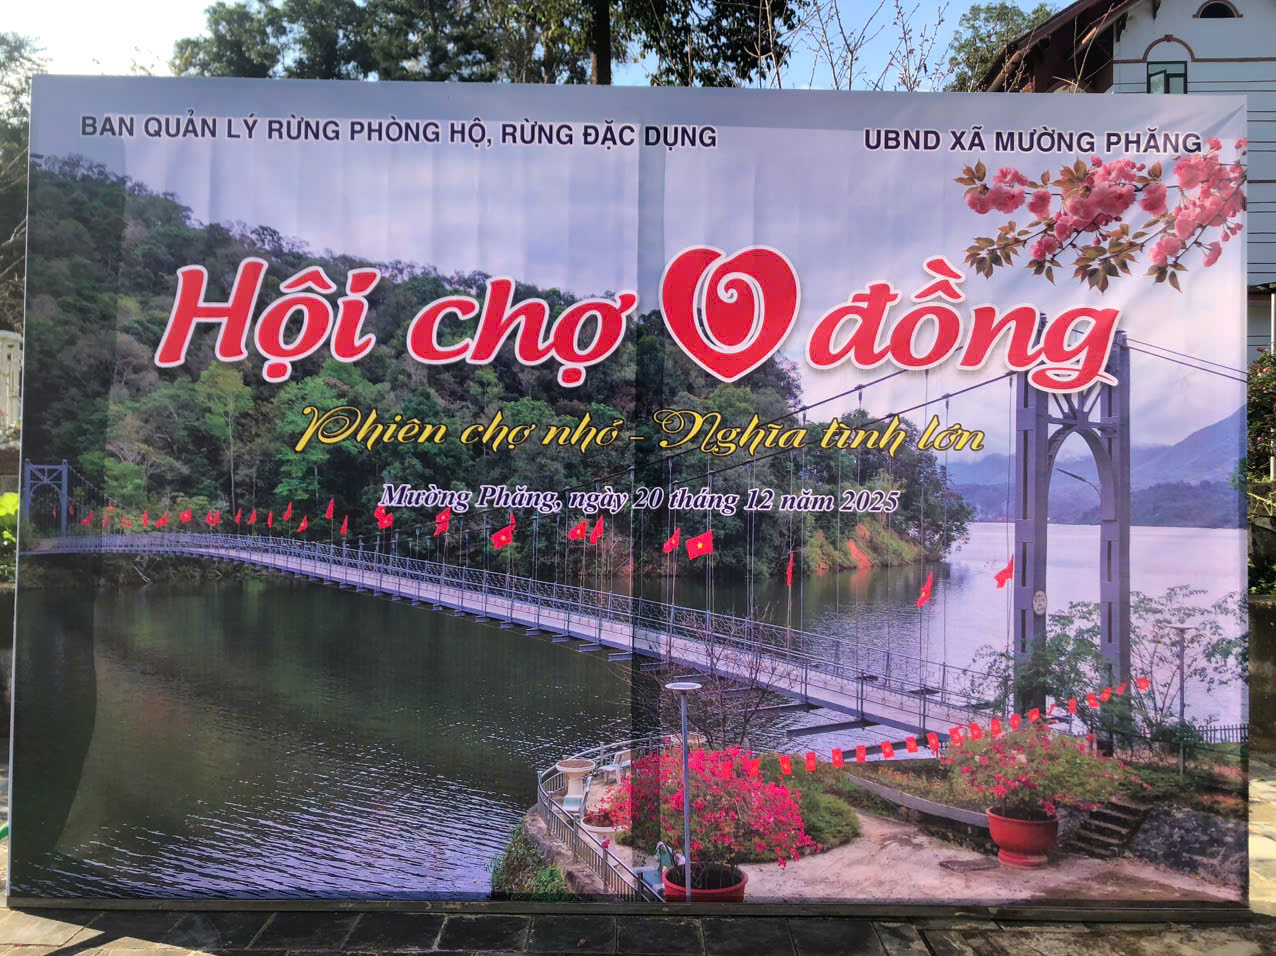 BAN QUẢN LÝ RỪNG PHÒNG HỘ, RỪNG ĐẶC DỤNG
UBND XÃ MƯỜNG PHĂNG
Hội chợ 0 đồng
Phiên chợ nhỏ - Nghĩa tình lớn
Mường Phăng, ngày 20 tháng 12 năm 2025